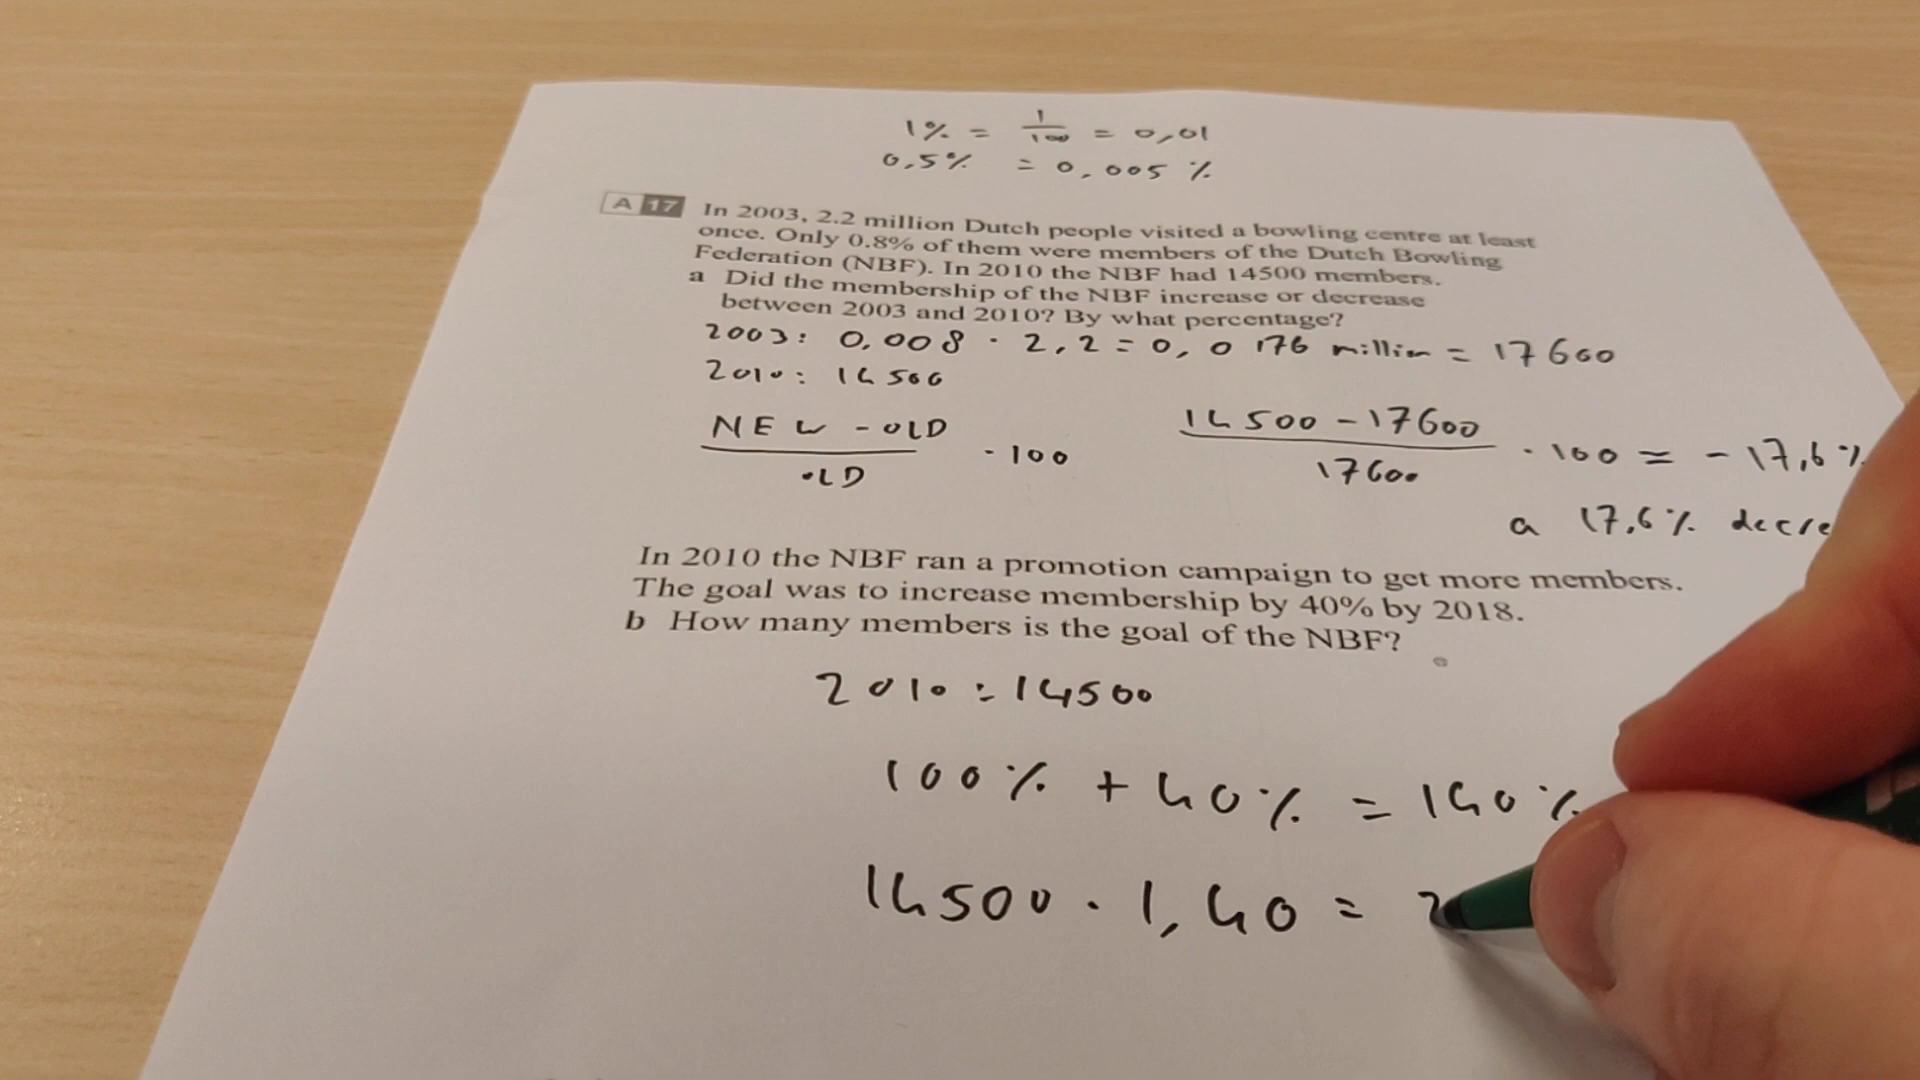 1% = 1/100 = 0,01
0,5% = 0,005 %
A 17 In 2003, 2.2 million Dutch people visited a bowling centre at least
once. Only 0.8% of them were members of the Dutch Bowling
Federation (NBF). In 2010 the NBF had 14500 members.
a Did the membership of the NBF increase or decrease
between 2003 and 2010? By what percentage?
2003: 0,008 · 2,2 = 0,0176 million = 17600
2010: 14500
NEW - OLD / OLD · 100
14500 - 17600 / 17600 · 100 = - 17,6%
a 17,6% decre
In 2010 the NBF ran a promotion campaign to get more members.
The goal was to increase membership by 40% by 2018.
b How many members is the goal of the NBF?
2010: 14500
100% + 40% = 140%
14500 · 1,40 = 2